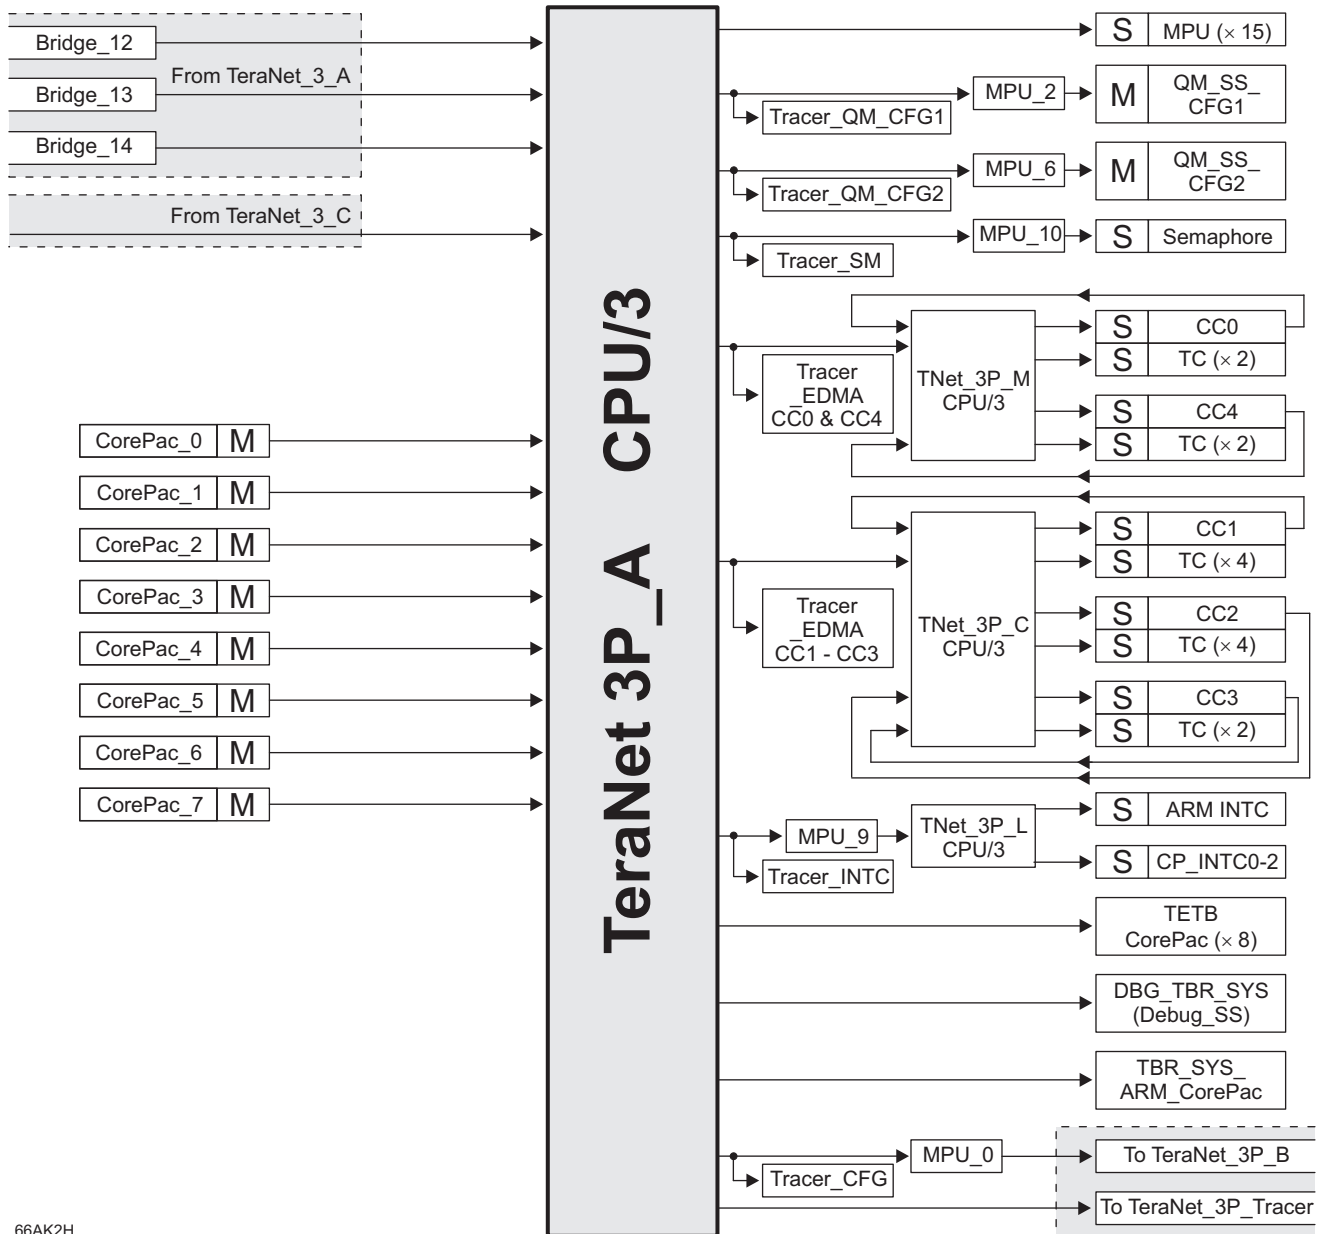 Bridge_12
From TeraNet_3_A
Bridge_13
Bridge_14
From TeraNet_3_C
CorePac_0 M
CorePac_1 M
CorePac_2 M
CorePac_3 M
CorePac_4 M
CorePac_5 M
CorePac_6 M
CorePac_7 M
TeraNet 3P_A CPU/3
S MPU (× 15)
MPU_2
M QM_SS_
CFG1
Tracer_QM_CFG1
MPU_6
M QM_SS_
CFG2
Tracer_QM_CFG2
MPU_10
S Semaphore
Tracer_SM
Tracer
_EDMA
CC0 & CC4
TNet_3P_M
CPU/3
S CC0
S TC (× 2)
S CC4
S TC (× 2)
Tracer
_EDMA
CC1 - CC3
TNet_3P_C
CPU/3
S CC1
S TC (× 4)
S CC2
S TC (× 4)
S CC3
S TC (× 2)
MPU_9
Tracer_INTC
TNet_3P_L
CPU/3
S ARM INTC
S CP_INTC0-2
TETB
CorePac (× 8)
DBG_TBR_SYS
(Debug_SS)
TBR_SYS_
ARM_CorePac
MPU_0
Tracer_CFG
To TeraNet_3P_B
To TeraNet_3P_Tracer
66AK2H